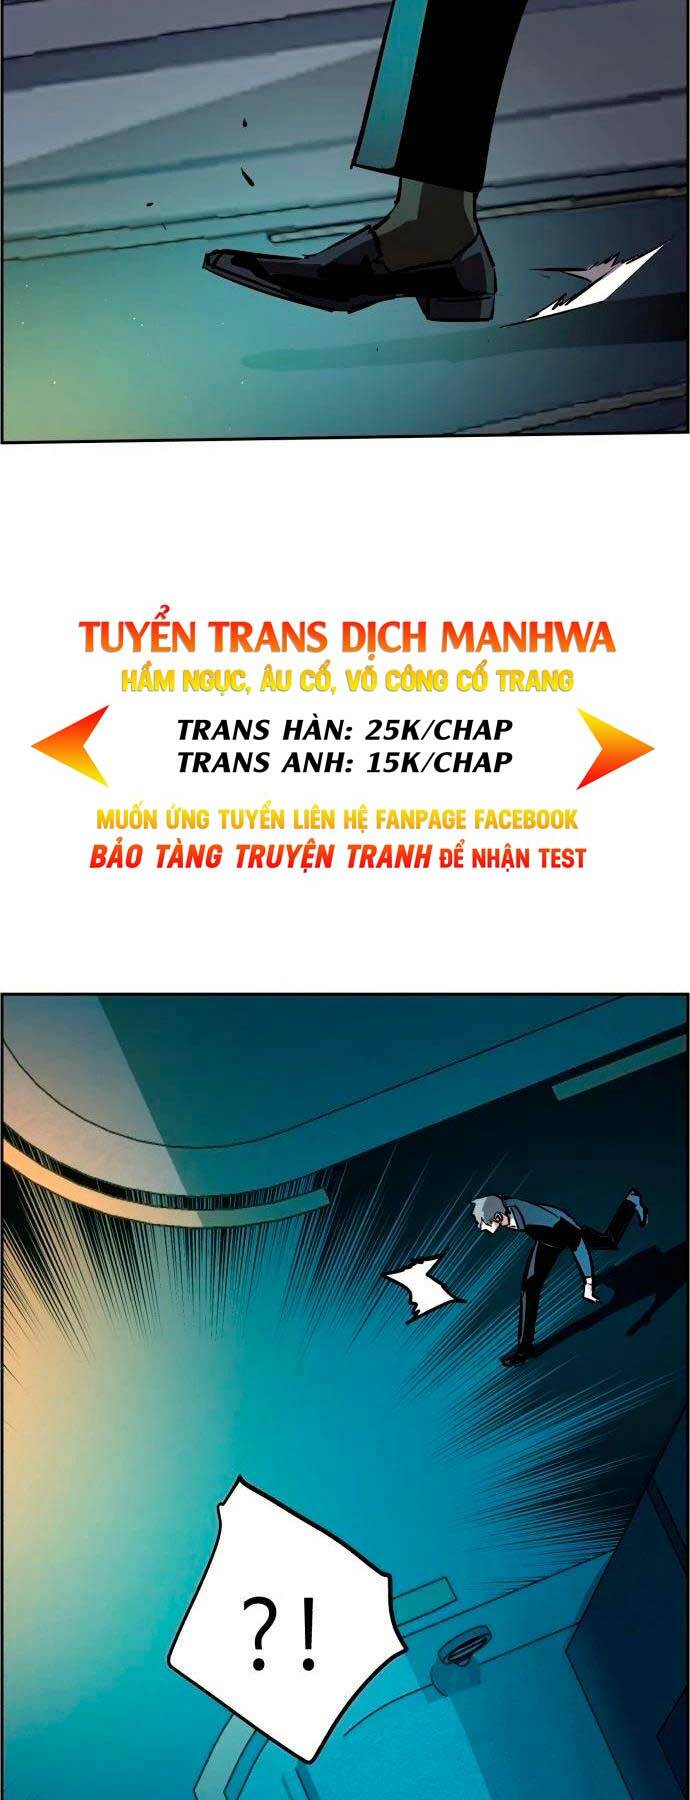 TUYỂN TRANS DỊCH MANHWA
HẦM NGỤC, ÂU CỔ, VÕ CÔNG CỔ TRANG
TRANS HÀN: 25K/CHAP
TRANS ANH: 15K/CHAP
MUỐN ỨNG TUYỂN LIÊN HỆ FANPAGE FACEBOOK
BẢO TÀNG TRUYỆN TRANH ĐỂ NHẬN TEST
?!